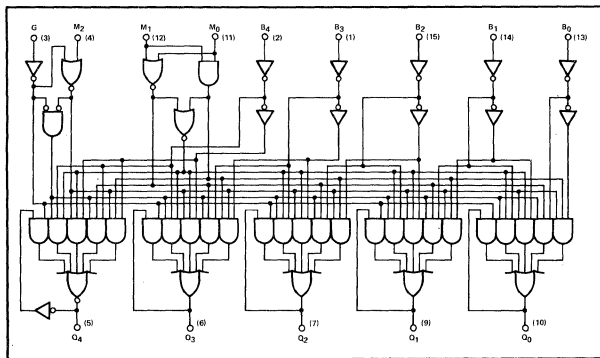 G M₂ M₁ M₀ B₄ B₃ B₂ B₁ B₀
(3) (4) (12) (11) (2) (1) (15) (14) (13)
(5) (6) (7) (9) (10)
Q₄ Q₃ Q₂ Q₁ Q₀